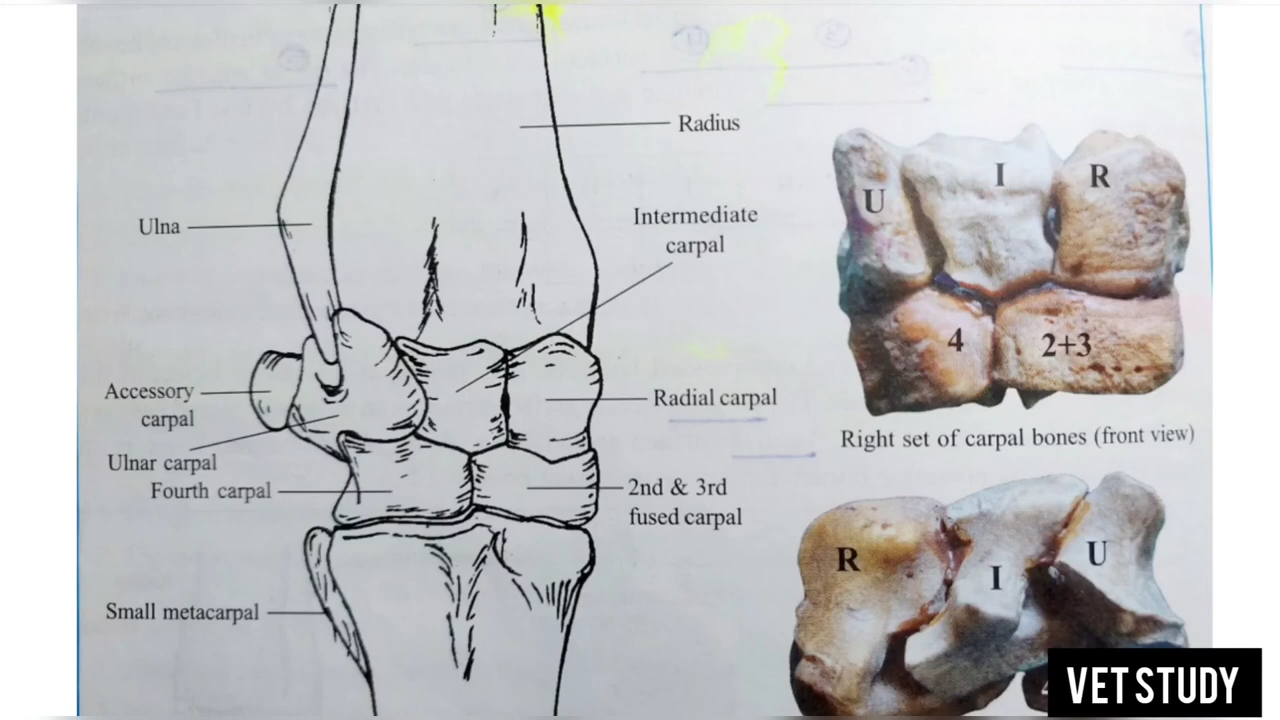 Radius
Ulna
Intermediate
carpal
Accessory
carpal
Radial carpal
Ulnar carpal
Fourth carpal
2nd & 3rd
fused carpal
Small metacarpal
U
I
R
4
2+3
Right set of carpal bones (front view)
R
I
U
VET STUDY